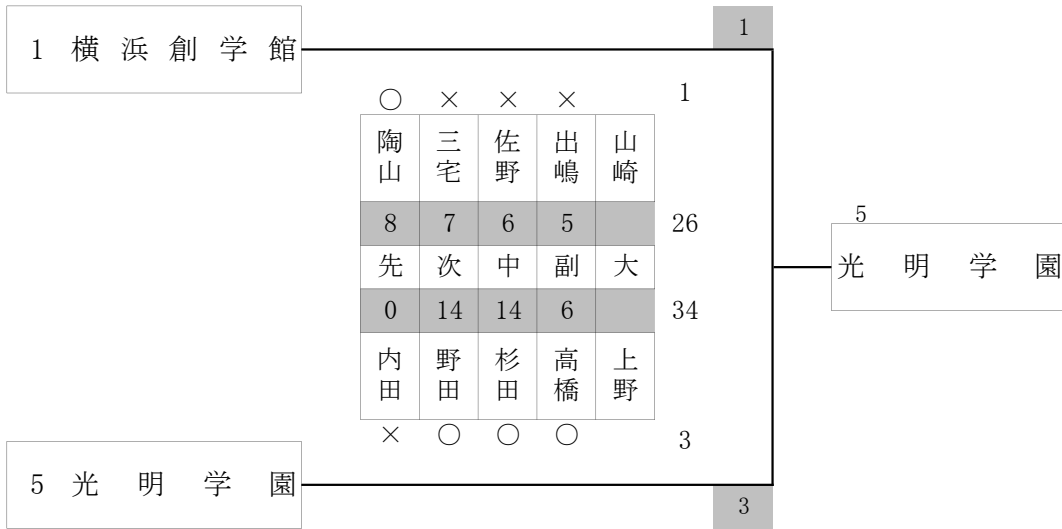 1
1 横浜創学館
1
○ × × ×
陶山 三宅 佐野 出嶋 山崎
8 7 6 5 26
5
先 次 中 副 大
光明学園
0 14 14 6 34
内田 野田 杉田 高橋 上野
× ○ ○ ○ 3
5 光明学園
3